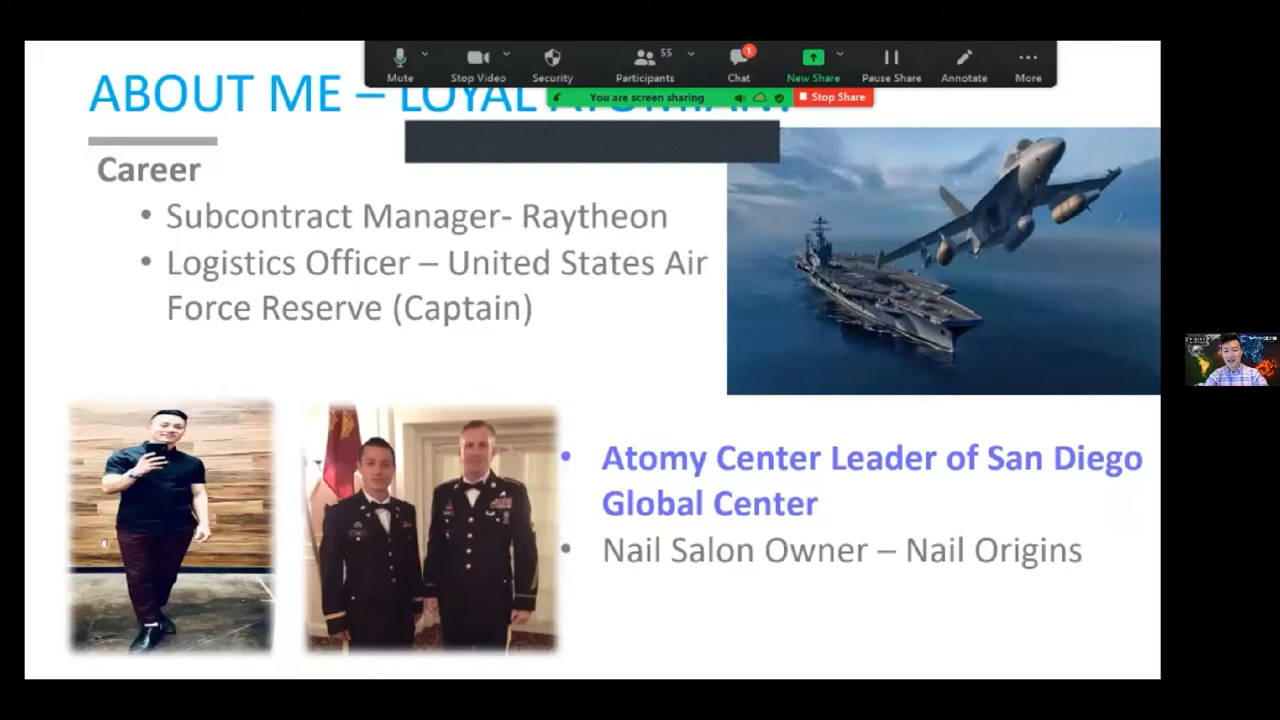 55
1
Mute
Stop Video
Security
Participants
Chat
New Share
Pause Share
Annotate
More
You are screen sharing
Stop Share
ABOUT ME – LOYAL
Career
• Subcontract Manager- Raytheon
• Logistics Officer – United States Air
Force Reserve (Captain)
• Atomy Center Leader of San Diego
Global Center
• Nail Salon Owner – Nail Origins